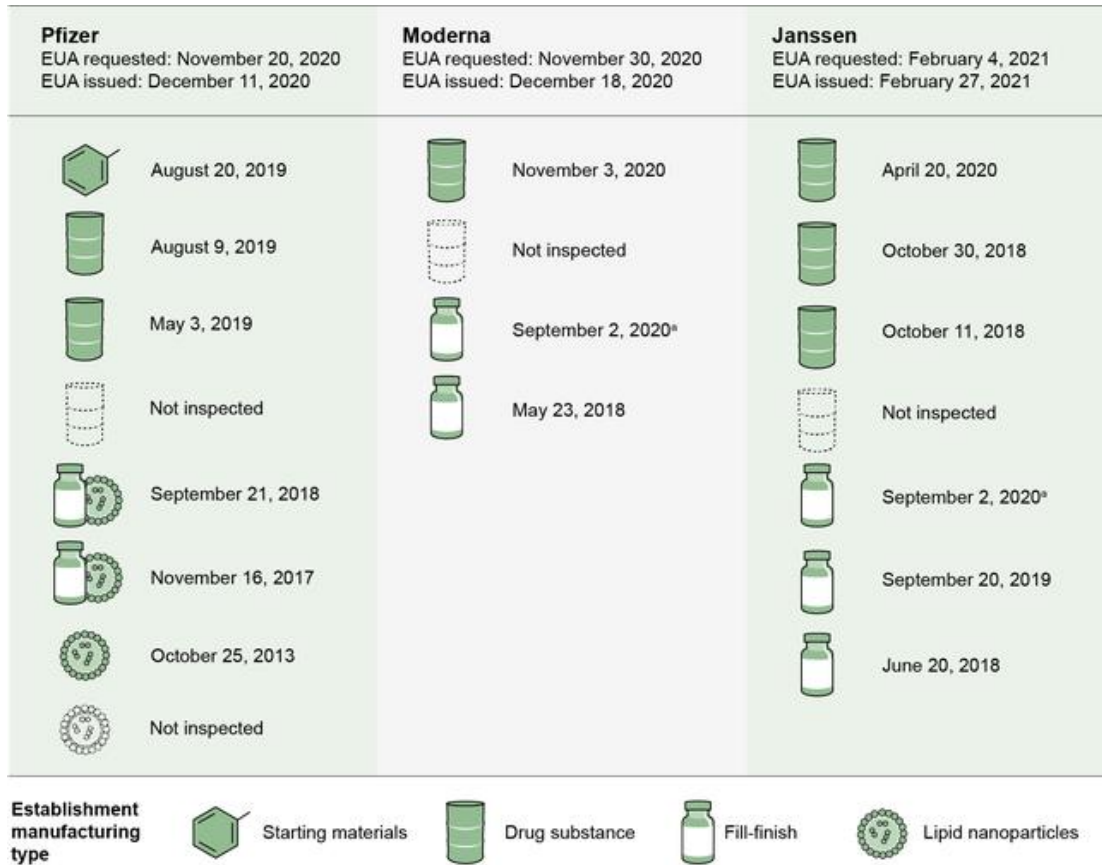 Pfizer
EUA requested: November 20, 2020
EUA issued: December 11, 2020
Moderna
EUA requested: November 30, 2020
EUA issued: December 18, 2020
Janssen
EUA requested: February 4, 2021
EUA issued: February 27, 2021
August 20, 2019
August 9, 2019
May 3, 2019
Not inspected
September 21, 2018
November 16, 2017
October 25, 2013
Not inspected
November 3, 2020
Not inspected
September 2, 2020ᵃ
May 23, 2018
April 20, 2020
October 30, 2018
October 11, 2018
Not inspected
September 2, 2020ᵃ
September 20, 2019
June 20, 2018
Establishment
manufacturing
type
Starting materials
Drug substance
Fill-finish
Lipid nanoparticles